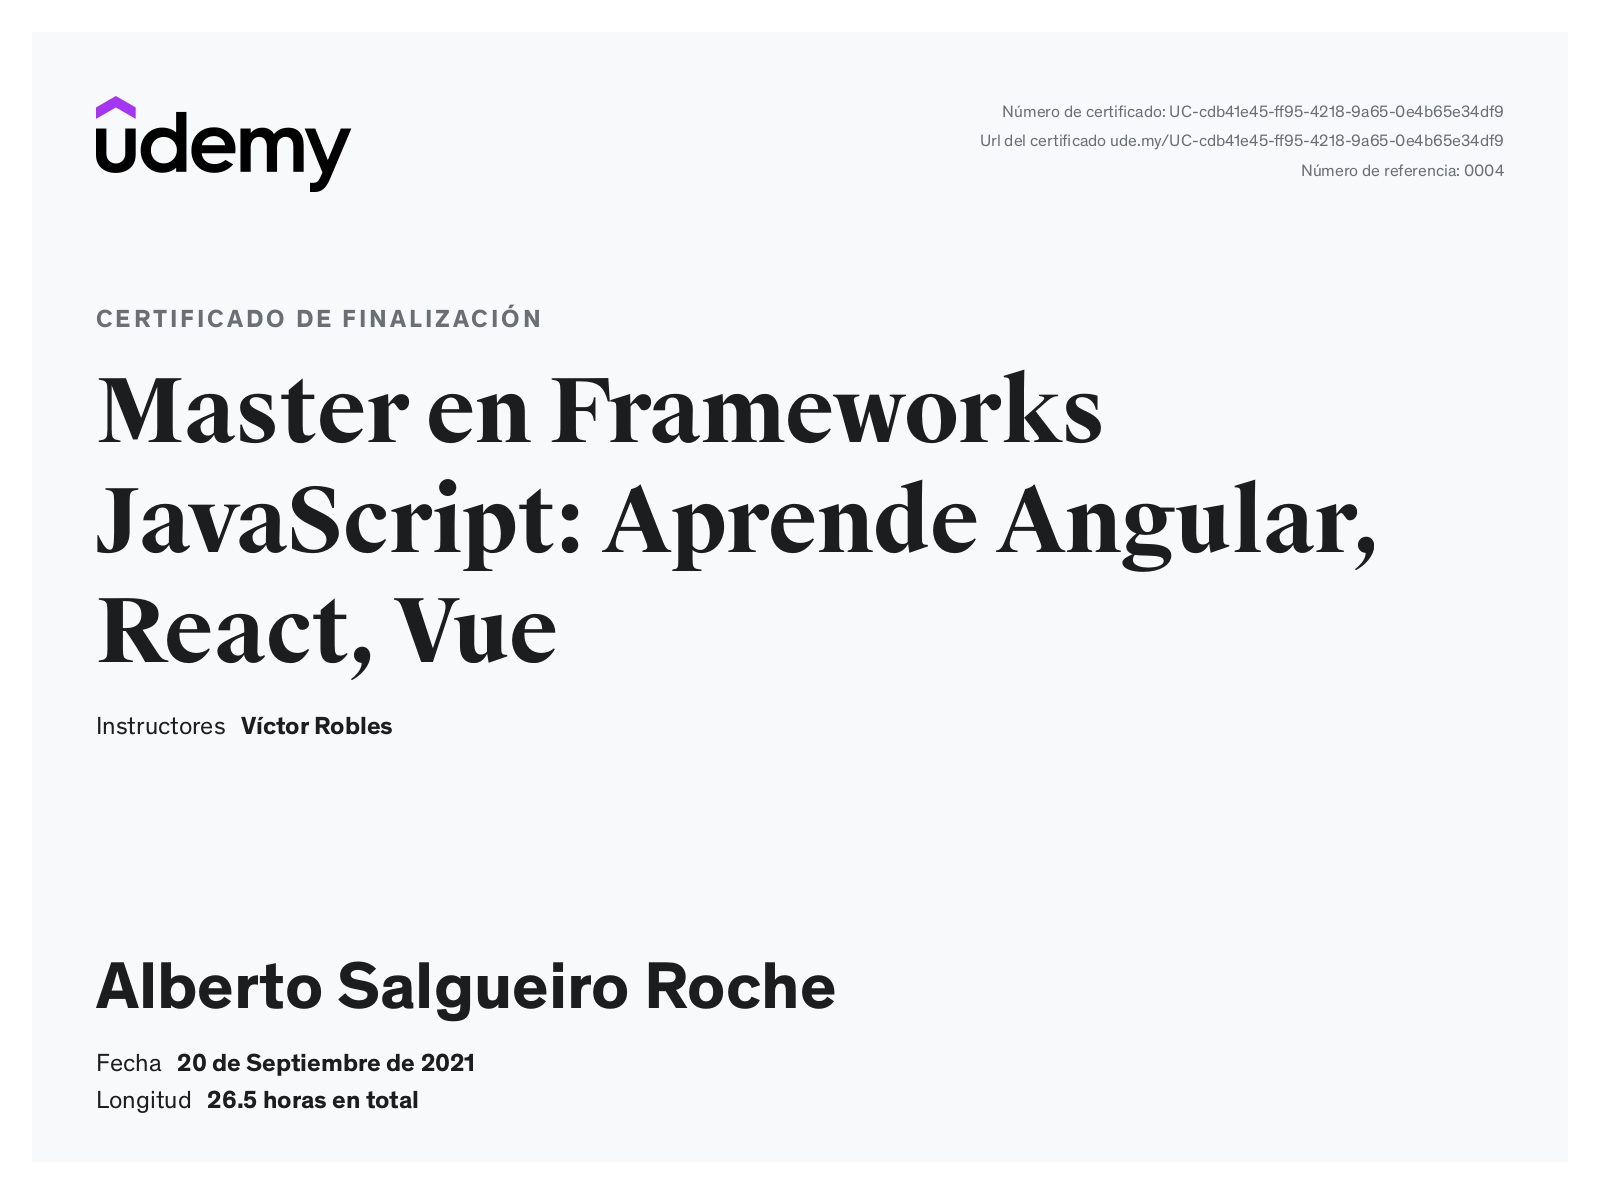 udemy
Número de certificado: UC-cdb41e45-ff95-4218-9a65-0e4b65e34df9
Url del certificado ude.my/UC-cdb41e45-ff95-4218-9a65-0e4b65e34df9
Número de referencia: 0004
CERTIFICADO DE FINALIZACIÓN
Master en Frameworks
JavaScript: Aprende Angular,
React, Vue
Instructores Víctor Robles
Alberto Salgueiro Roche
Fecha 20 de Septiembre de 2021
Longitud 26.5 horas en total